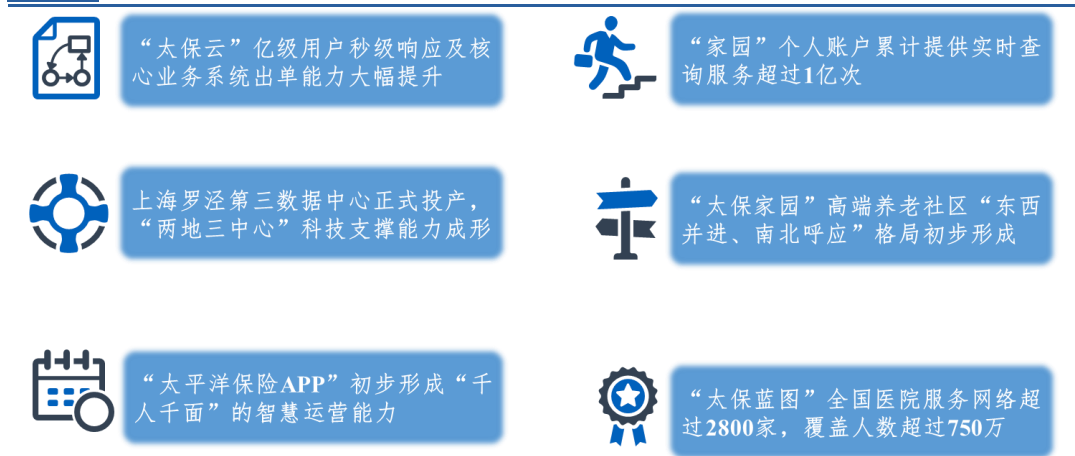 “太保云”亿级用户秒级响应及核
心业务系统出单能力大幅提升
“家园”个人账户累计提供实时查
询服务超过1亿次
上海罗泾第三数据中心正式投产，
“两地三中心”科技支撑能力成形
“太保家园”高端养老社区“东西
并进、南北呼应”格局初步形成
“太平洋保险APP”初步形成“千
人千面”的智慧运营能力
“太保蓝图”全国医院服务网络超
过2800家，覆盖人数超过750万